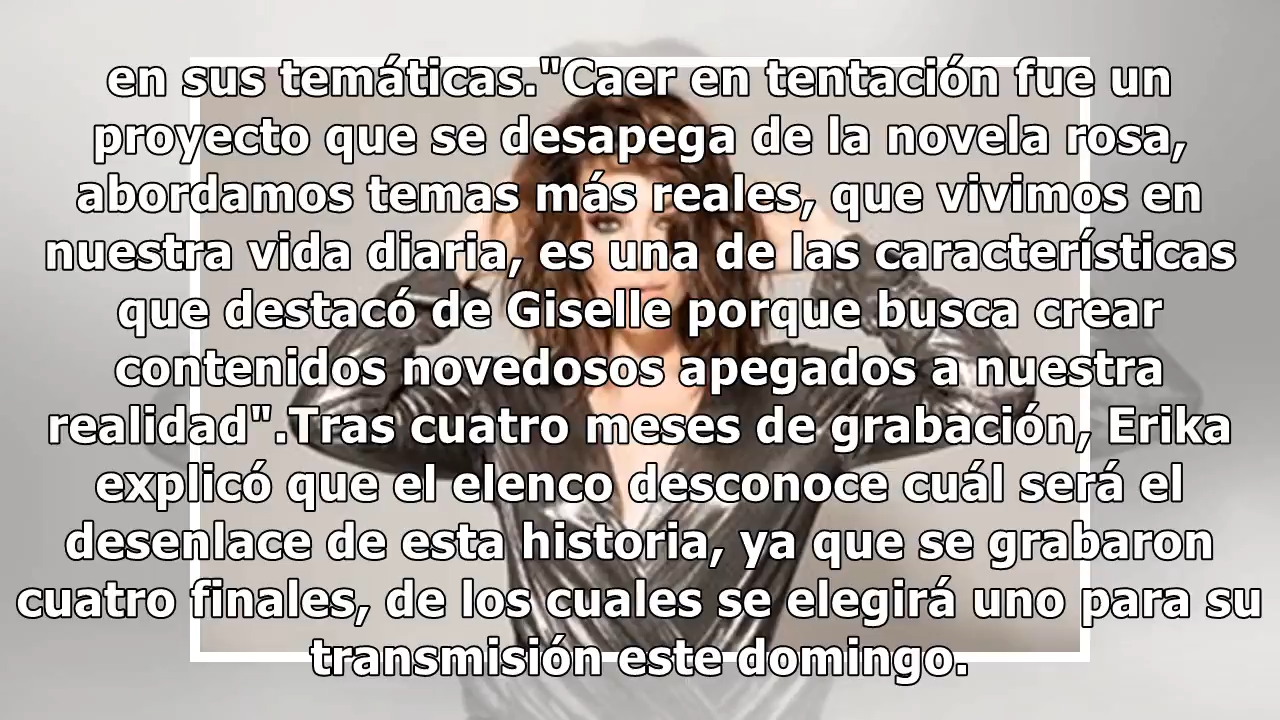 en sus temáticas."Caer en tentación fue un
proyecto que se desapega de la novela rosa,
abordamos temas más reales, que vivimos en
nuestra vida diaria, es una de las características
que destacó de Giselle porque busca crear
contenidos novedosos apegados a nuestra
realidad".Tras cuatro meses de grabación, Erika
explicó que el elenco desconoce cuál será el
desenlace de esta historia, ya que se grabaron
cuatro finales, de los cuales se elegirá uno para su
transmisión este domingo.